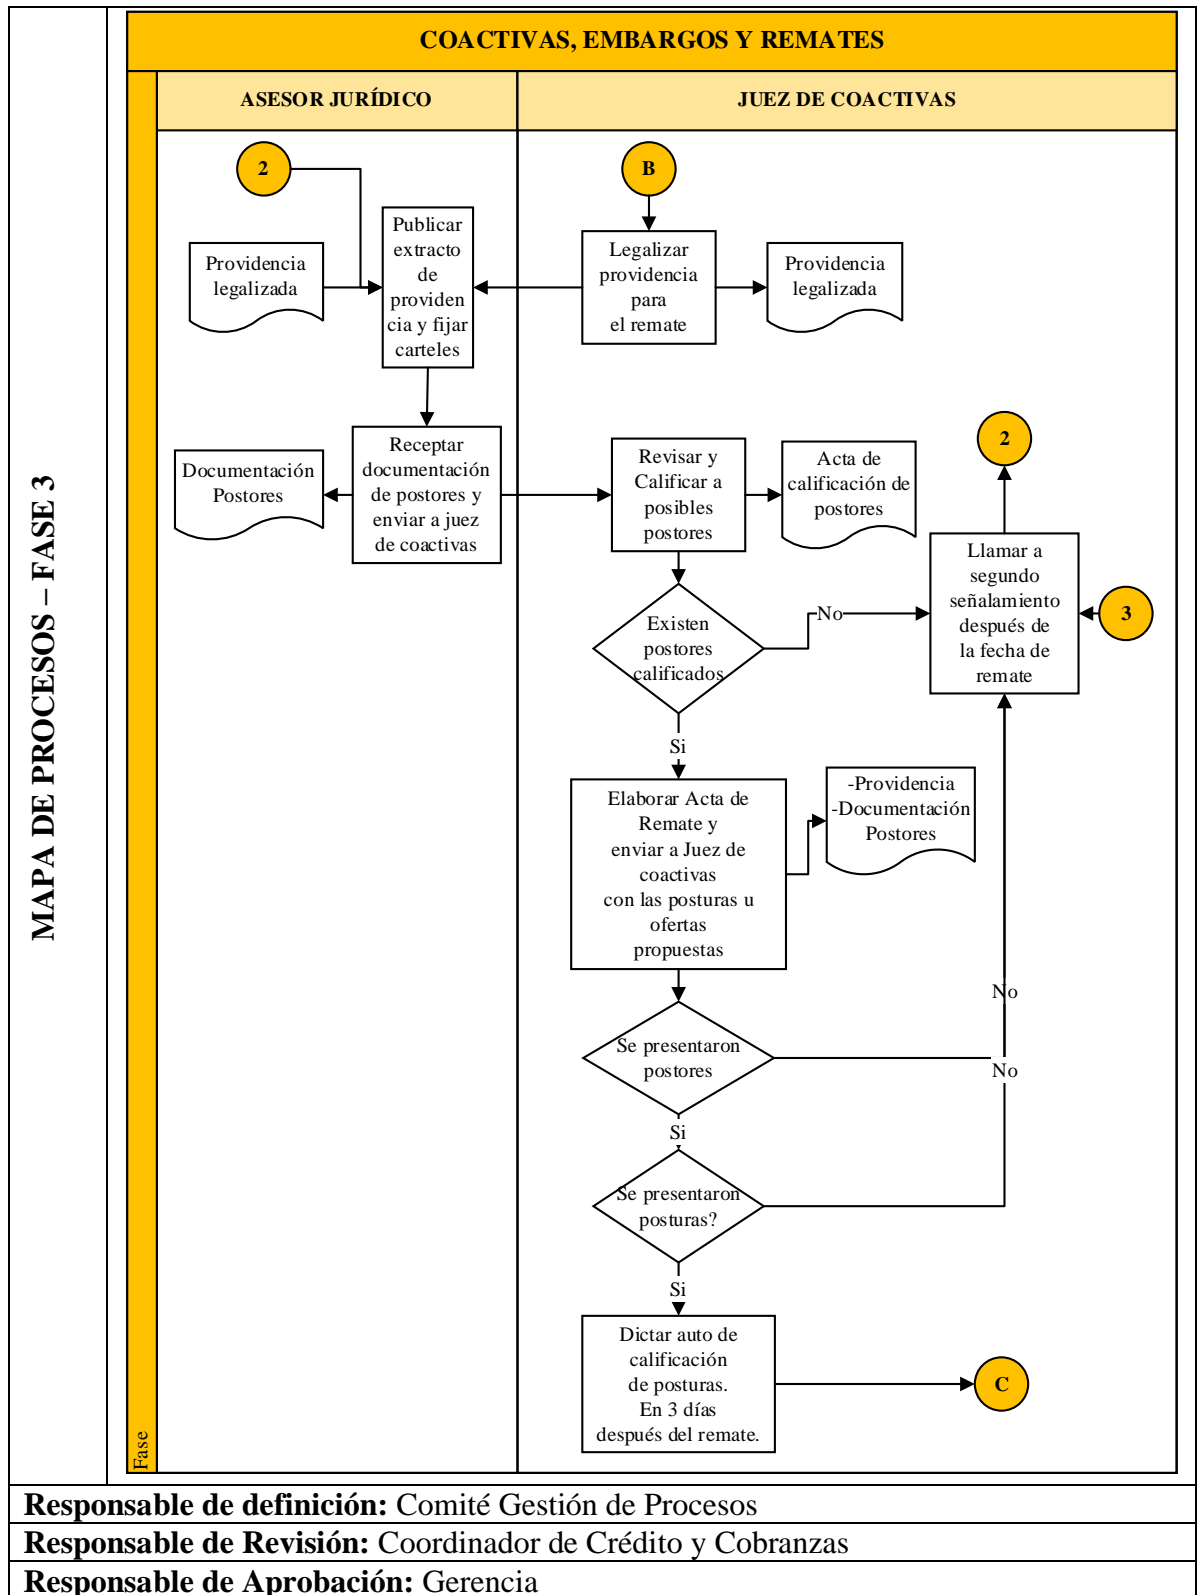 MAPA DE PROCESOS – FASE 3
COACTIVAS, EMBARGOS Y REMATES
Fase
ASESOR JURÍDICO
JUEZ DE COACTIVAS
2
B
Providencia
legalizada
Publicar
extracto
de
providen
cia y fijar
carteles
Legalizar
providencia
para
el remate
Providencia
legalizada
Documentación
Postores
Receptar
documentación
de postores y
enviar a juez
de coactivas
Revisar y
Calificar a
posibles
postores
Acta de
calificación de
postores
2
Llamar a
segundo
señalamiento
después de
la fecha de
remate
3
Existen
postores
calificados
No
Si
Elaborar Acta de
Remate y
enviar a Juez de
coactivas
con las posturas u
ofertas
propuestas
-Providencia
-Documentación
Postores
No
Se presentaron
postores
No
Si
Se presentaron
posturas?
Si
Dictar auto de
calificación
de posturas.
En 3 días
después del remate.
C
Responsable de definición: Comité Gestión de Procesos
Responsable de Revisión: Coordinador de Crédito y Cobranzas
Responsable de Aprobación: Gerencia